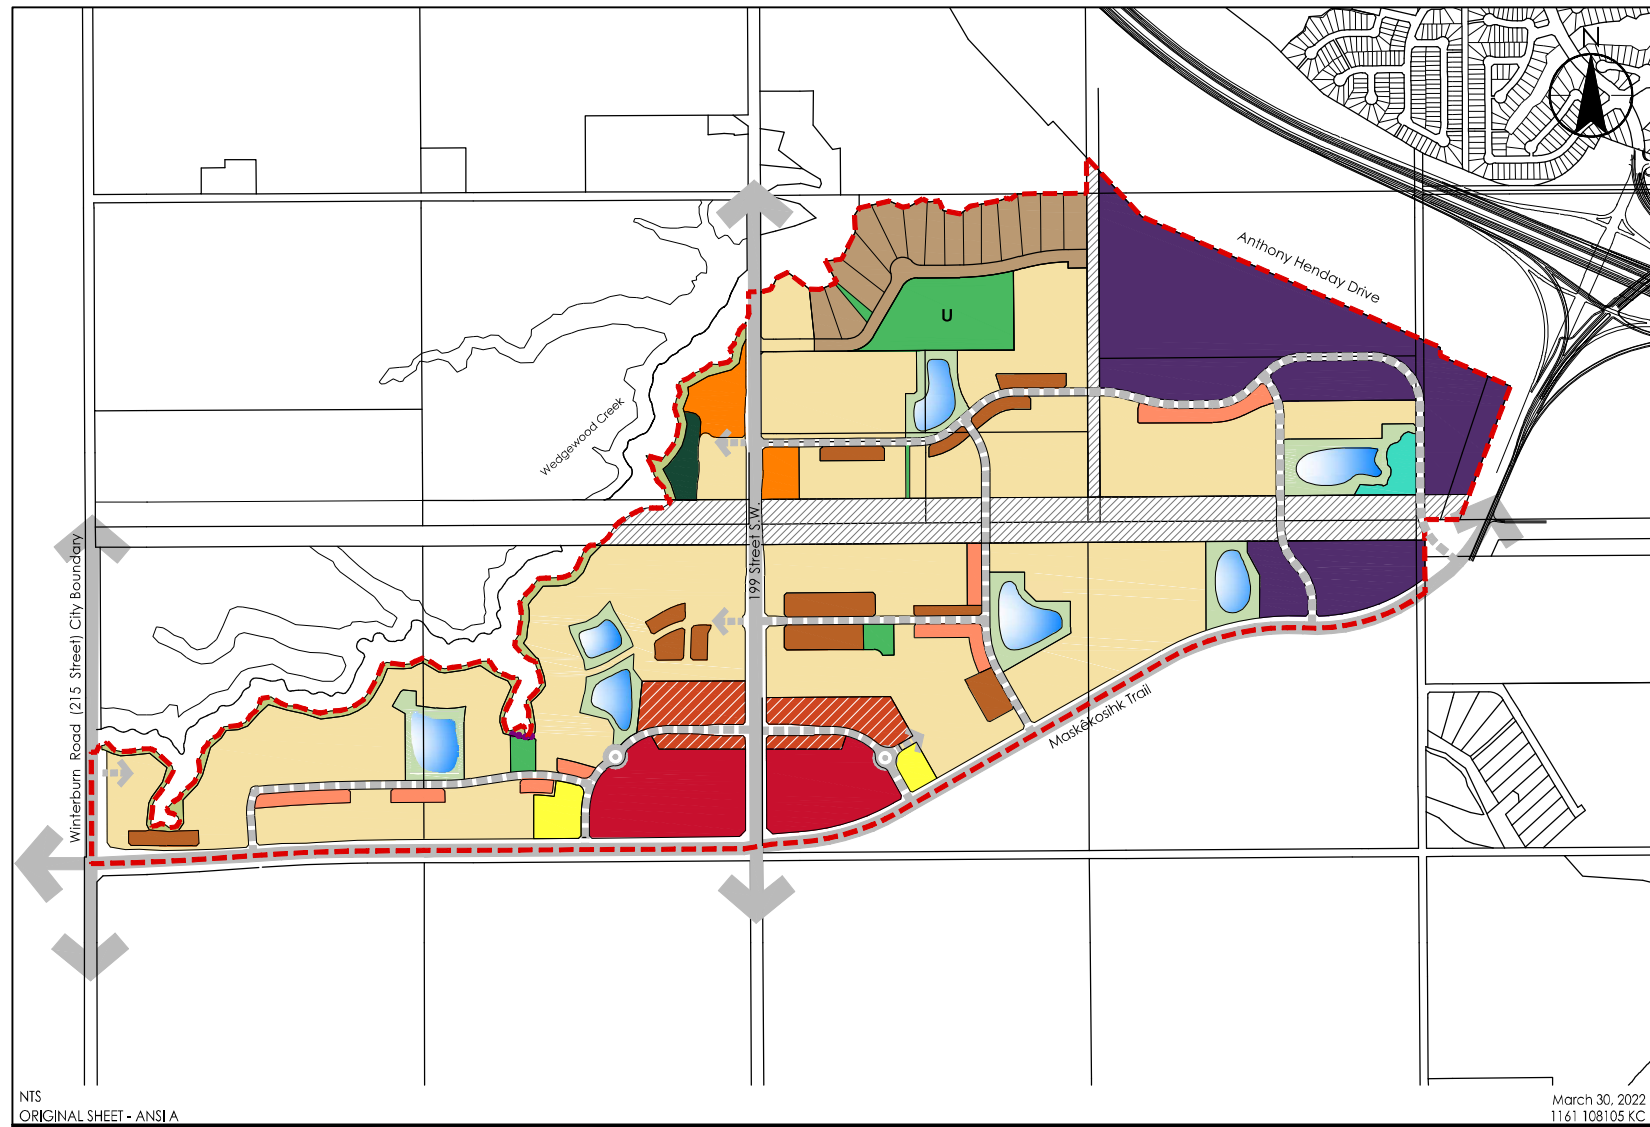 N
Anthony Henday Drive
U
Wedgewood Creek
199 Street S.W.
Winterburn Road (215 Street) City Boundary
Maskêkosihk Trail
NTS
ORIGINAL SHEET - ANSI A
March 30, 2022
1161 108105 KC